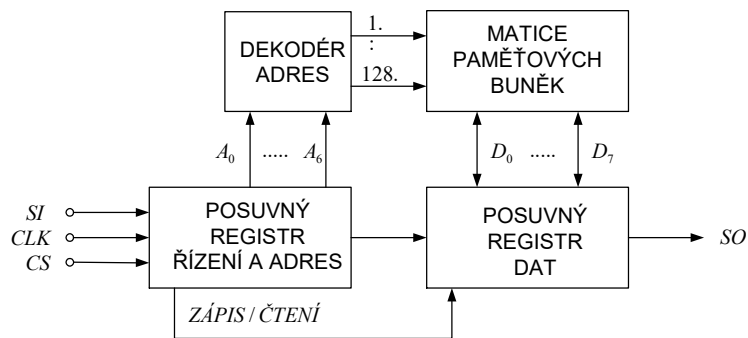 1.
:
128.
DEKODÉR
ADRES
MATICE
PAMĚŤOVÝCH
BUNĚK
A0 ..... A6
D0 ..... D7
SI
CLK
CS
POSUVNÝ
REGISTR
ŘÍZENÍ A ADRES
POSUVNÝ
REGISTR
DAT
SO
ZÁPIS / ČTENÍ